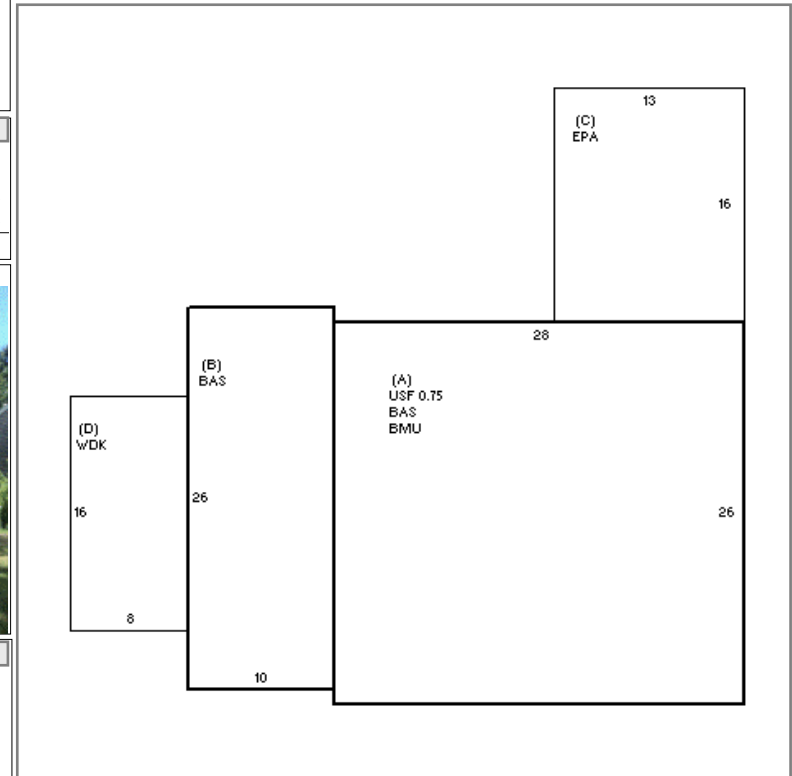 13
(C)
EPA
16
28
(B)
BAS
(A)
USF 0.75
BAS
BMU
(D)
WDK
26
16
26
8
10